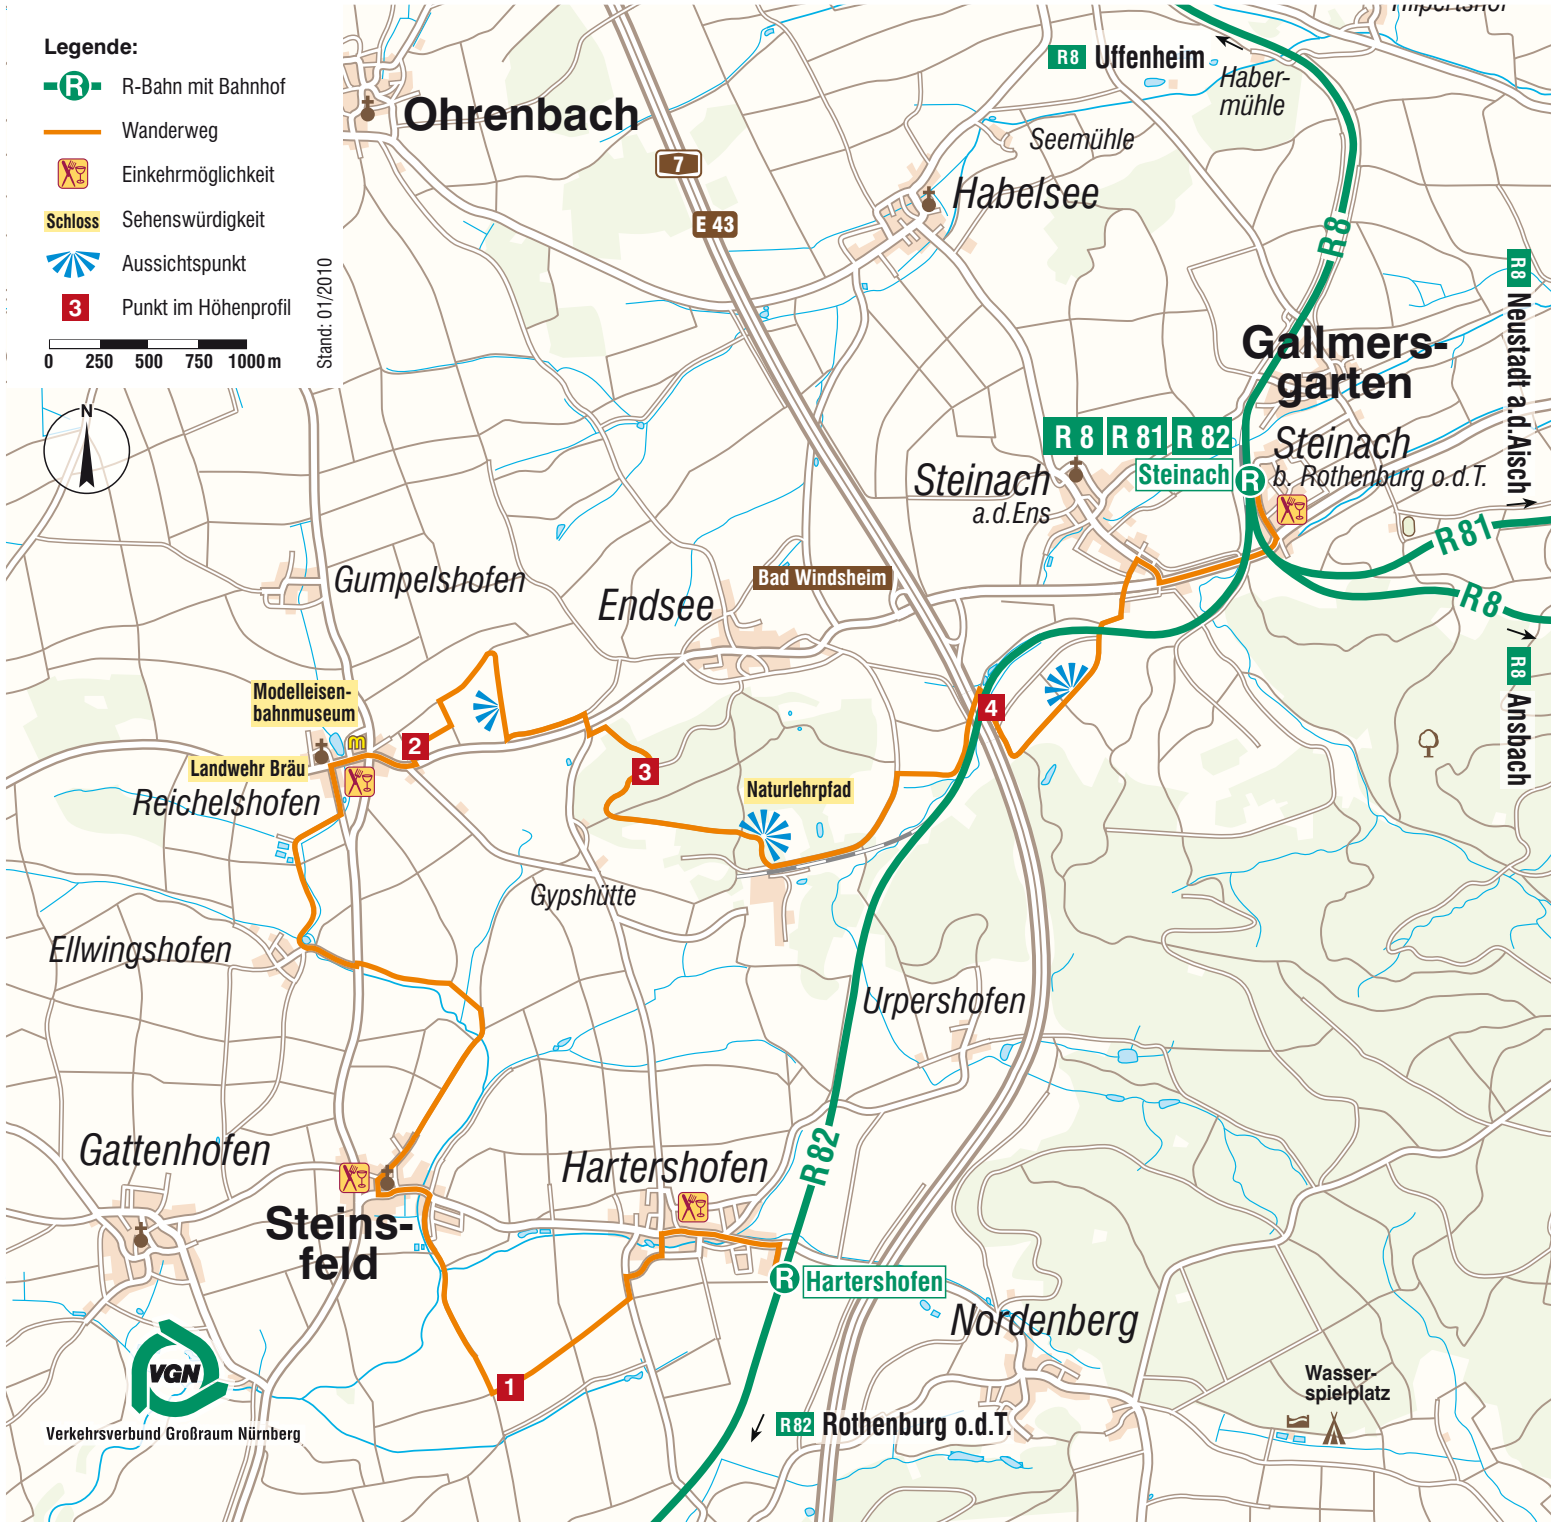 Legende:
R
R-Bahn mit Bahnhof
Wanderweg
Einkehrmöglichkeit
Schloss
Sehenswürdigkeit
Aussichtspunkt
3
Punkt im Höhenprofil
0 250 500 750 1000 m
Stand: 01/2010
N
Ohrenbach
7
E 43
R8 Uffenheim
Haber-
mühle
Seemühle
Habelsee
R8
R8 Neustadt a.d.Aisch
Gallmers-
garten
R 8 R 81 R 82
Steinach
R
Steinach
b. Rothenburg o.d.T.
Steinach
a.d.Ens
R 81
R8
R8 Ansbach
Bad Windsheim
Gumpelshofen
Endsee
Modelleisen-
bahnmuseum
m
2
3
4
Landwehr Bräu
Reichelshofen
Naturlehrpfad
Gypshütte
Ellwingshofen
Urpershofen
R82
Gattenhofen
Hartershofen
Steins-
feld
R
Hartershofen
Nordenberg
1
VGN
Verkehrsverbund Großraum Nürnberg
R82 Rothenburg o.d.T.
Wasser-
spielplatz